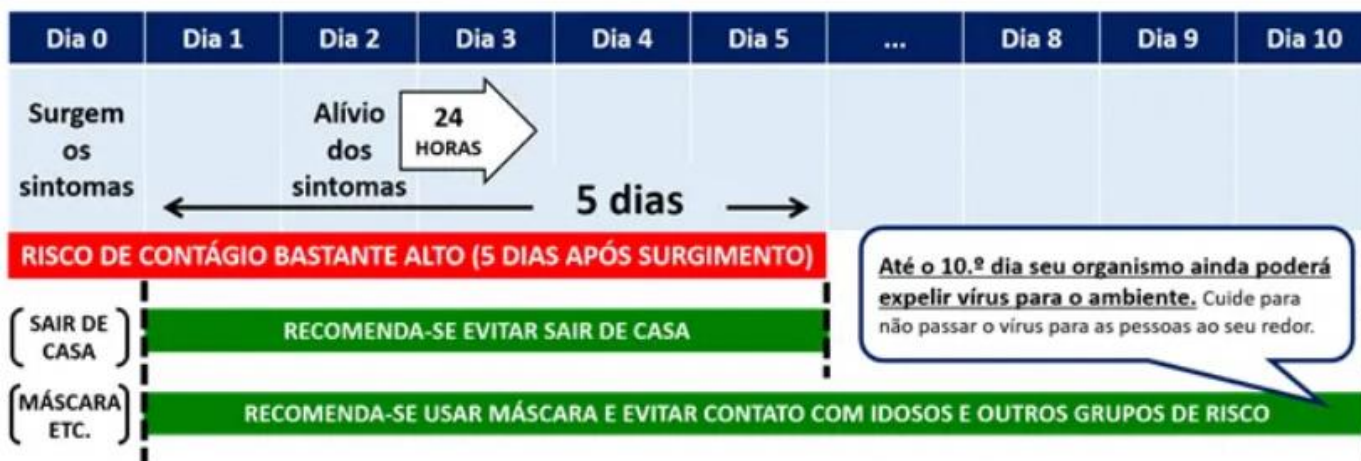 Dia 0 Dia 1 Dia 2 Dia 3 Dia 4 Dia 5 ... Dia 8 Dia 9 Dia 10
Surgem
os
sintomas
Alívio
dos
sintomas
24
HORAS
5 dias
RISCO DE CONTÁGIO BASTANTE ALTO (5 DIAS APÓS SURGIMENTO)
Até o 10.º dia seu organismo ainda poderá
expelir vírus para o ambiente. Cuide para
não passar o vírus para as pessoas ao seu redor.
SAIR DE
CASA
RECOMENDA-SE EVITAR SAIR DE CASA
MÁSCARA
ETC.
RECOMENDA-SE USAR MÁSCARA E EVITAR CONTATO COM IDOSOS E OUTROS GRUPOS DE RISCO